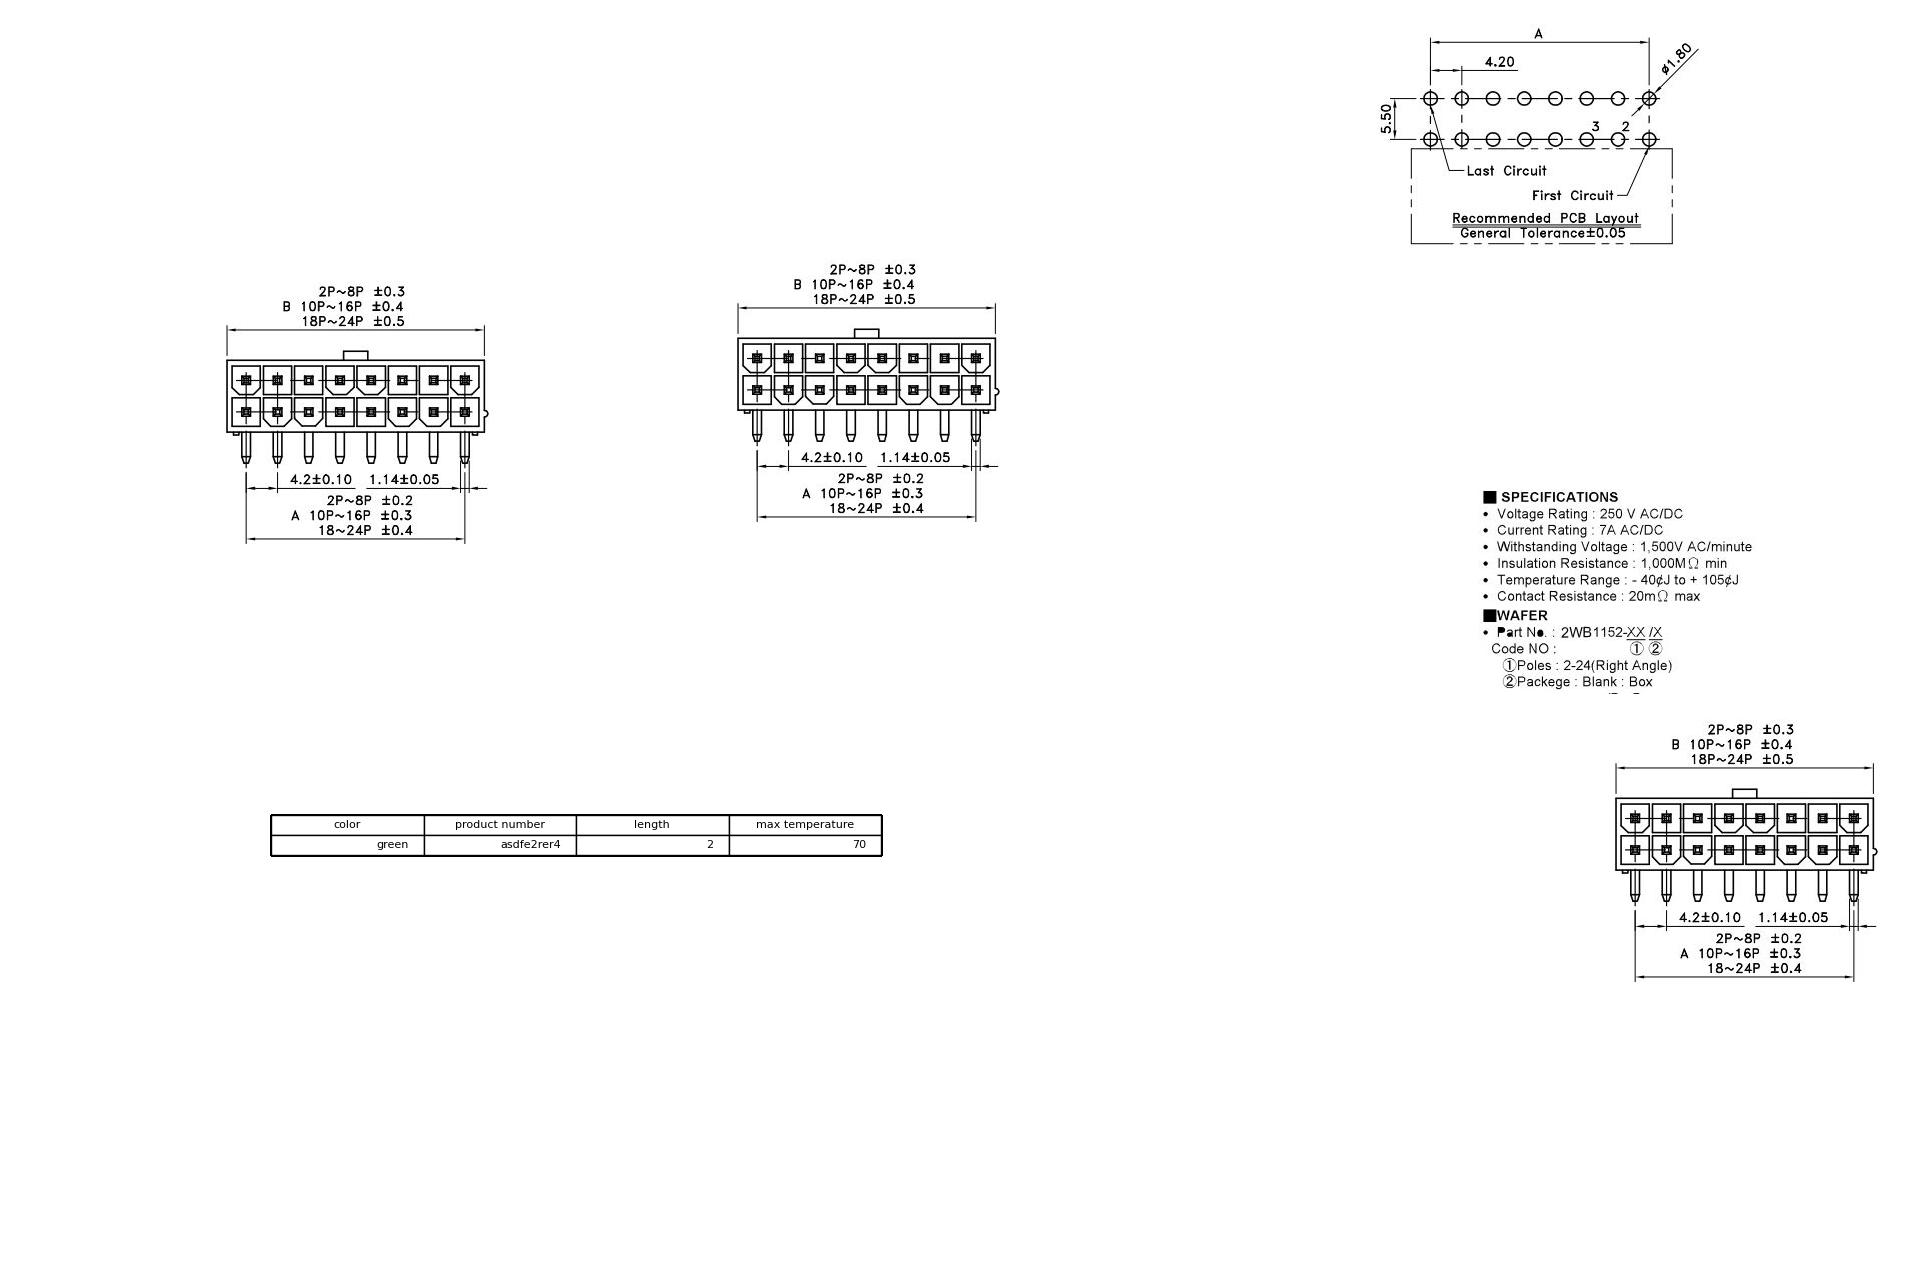 A
4.20
ø1.80
5.50
3 2
Last Circuit
First Circuit
Recommended PCB Layout
General Tolerance±0.05
2P~8P ±0.3
B 10P~16P ±0.4
18P~24P ±0.5
4.2±0.10 1.14±0.05
2P~8P ±0.2
A 10P~16P ±0.3
18~24P ±0.4
2P~8P ±0.3
B 10P~16P ±0.4
18P~24P ±0.5
4.2±0.10 1.14±0.05
2P~8P ±0.2
A 10P~16P ±0.3
18~24P ±0.4
■ SPECIFICATIONS
• Voltage Rating : 250 V AC/DC
• Current Rating : 7A AC/DC
• Withstanding Voltage : 1,500V AC/minute
• Insulation Resistance : 1,000MΩ min
• Temperature Range : - 40¢J to + 105¢J
• Contact Resistance : 20mΩ max
■WAFER
• Part No. : 2WB1152-XX /X
Code NO : ① ②
①Poles : 2-24(Right Angle)
②Packege : Blank : Box
2P~8P ±0.3
B 10P~16P ±0.4
18P~24P ±0.5
4.2±0.10 1.14±0.05
2P~8P ±0.2
A 10P~16P ±0.3
18~24P ±0.4
color product number length max temperature
green asdfe2rer4 2 70